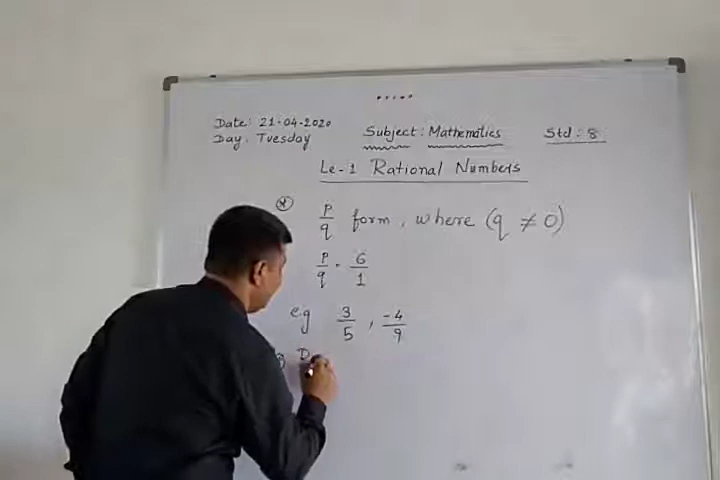 Date: 21-04-2020
Day: Tuesday
Subject: Mathematics
Std: 8
Le-1 Rational Numbers
* p/q form, where (q ≠ 0)
p/q = 6/1
e.g 3/5, -4/9
D